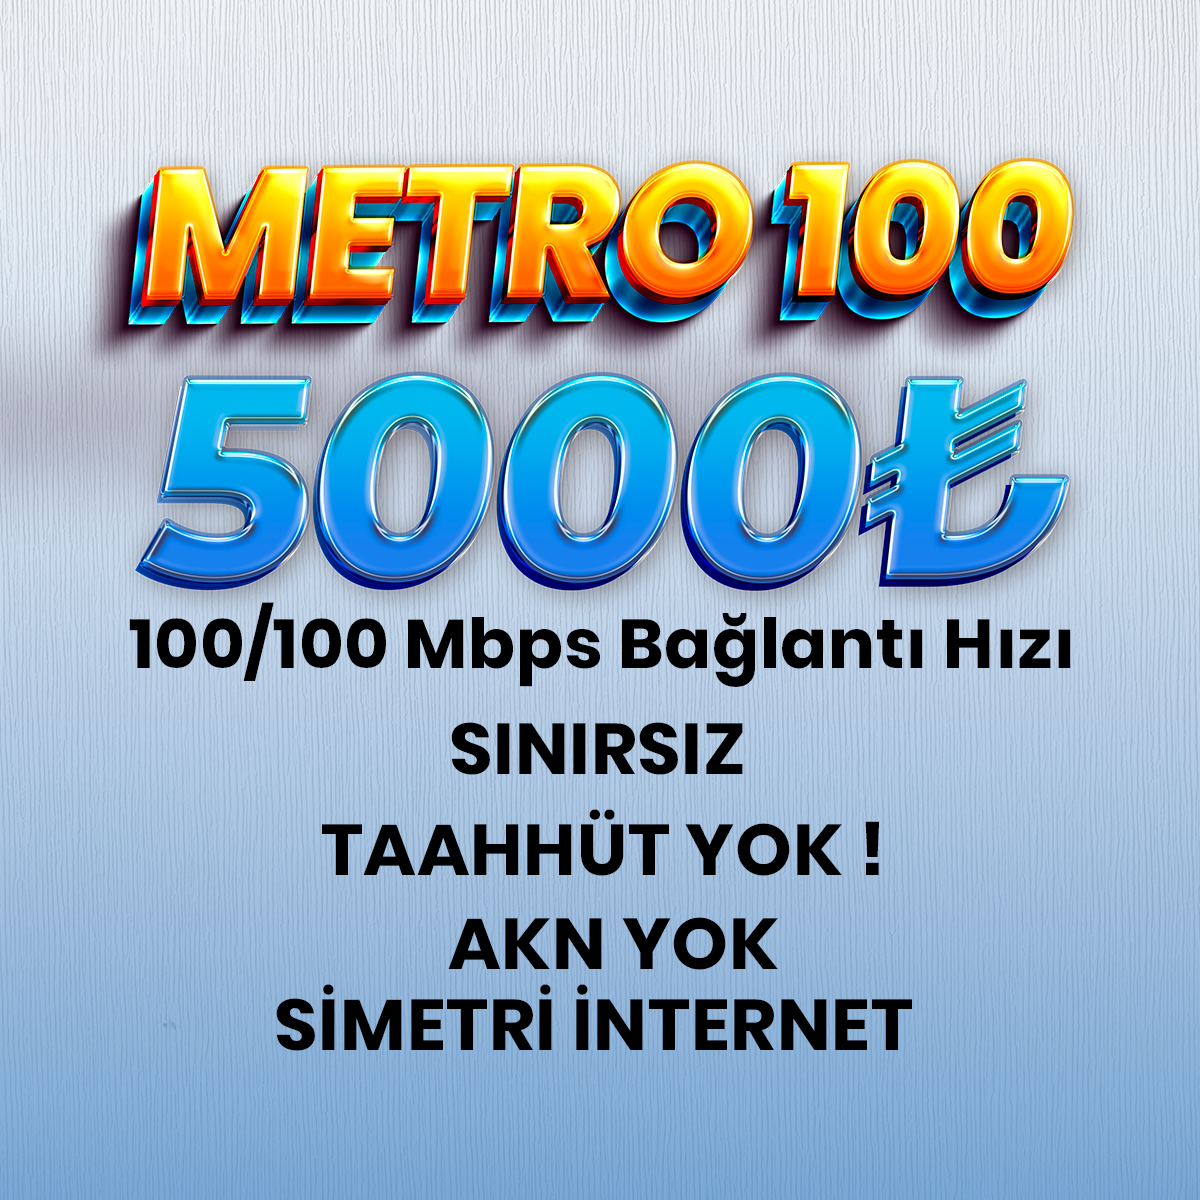 METRO 100
5000₺
100/100 Mbps Bağlantı Hızı
SINIRSIZ
TAAHHÜT YOK !
AKN YOK
SİMETRİ İNTERNET